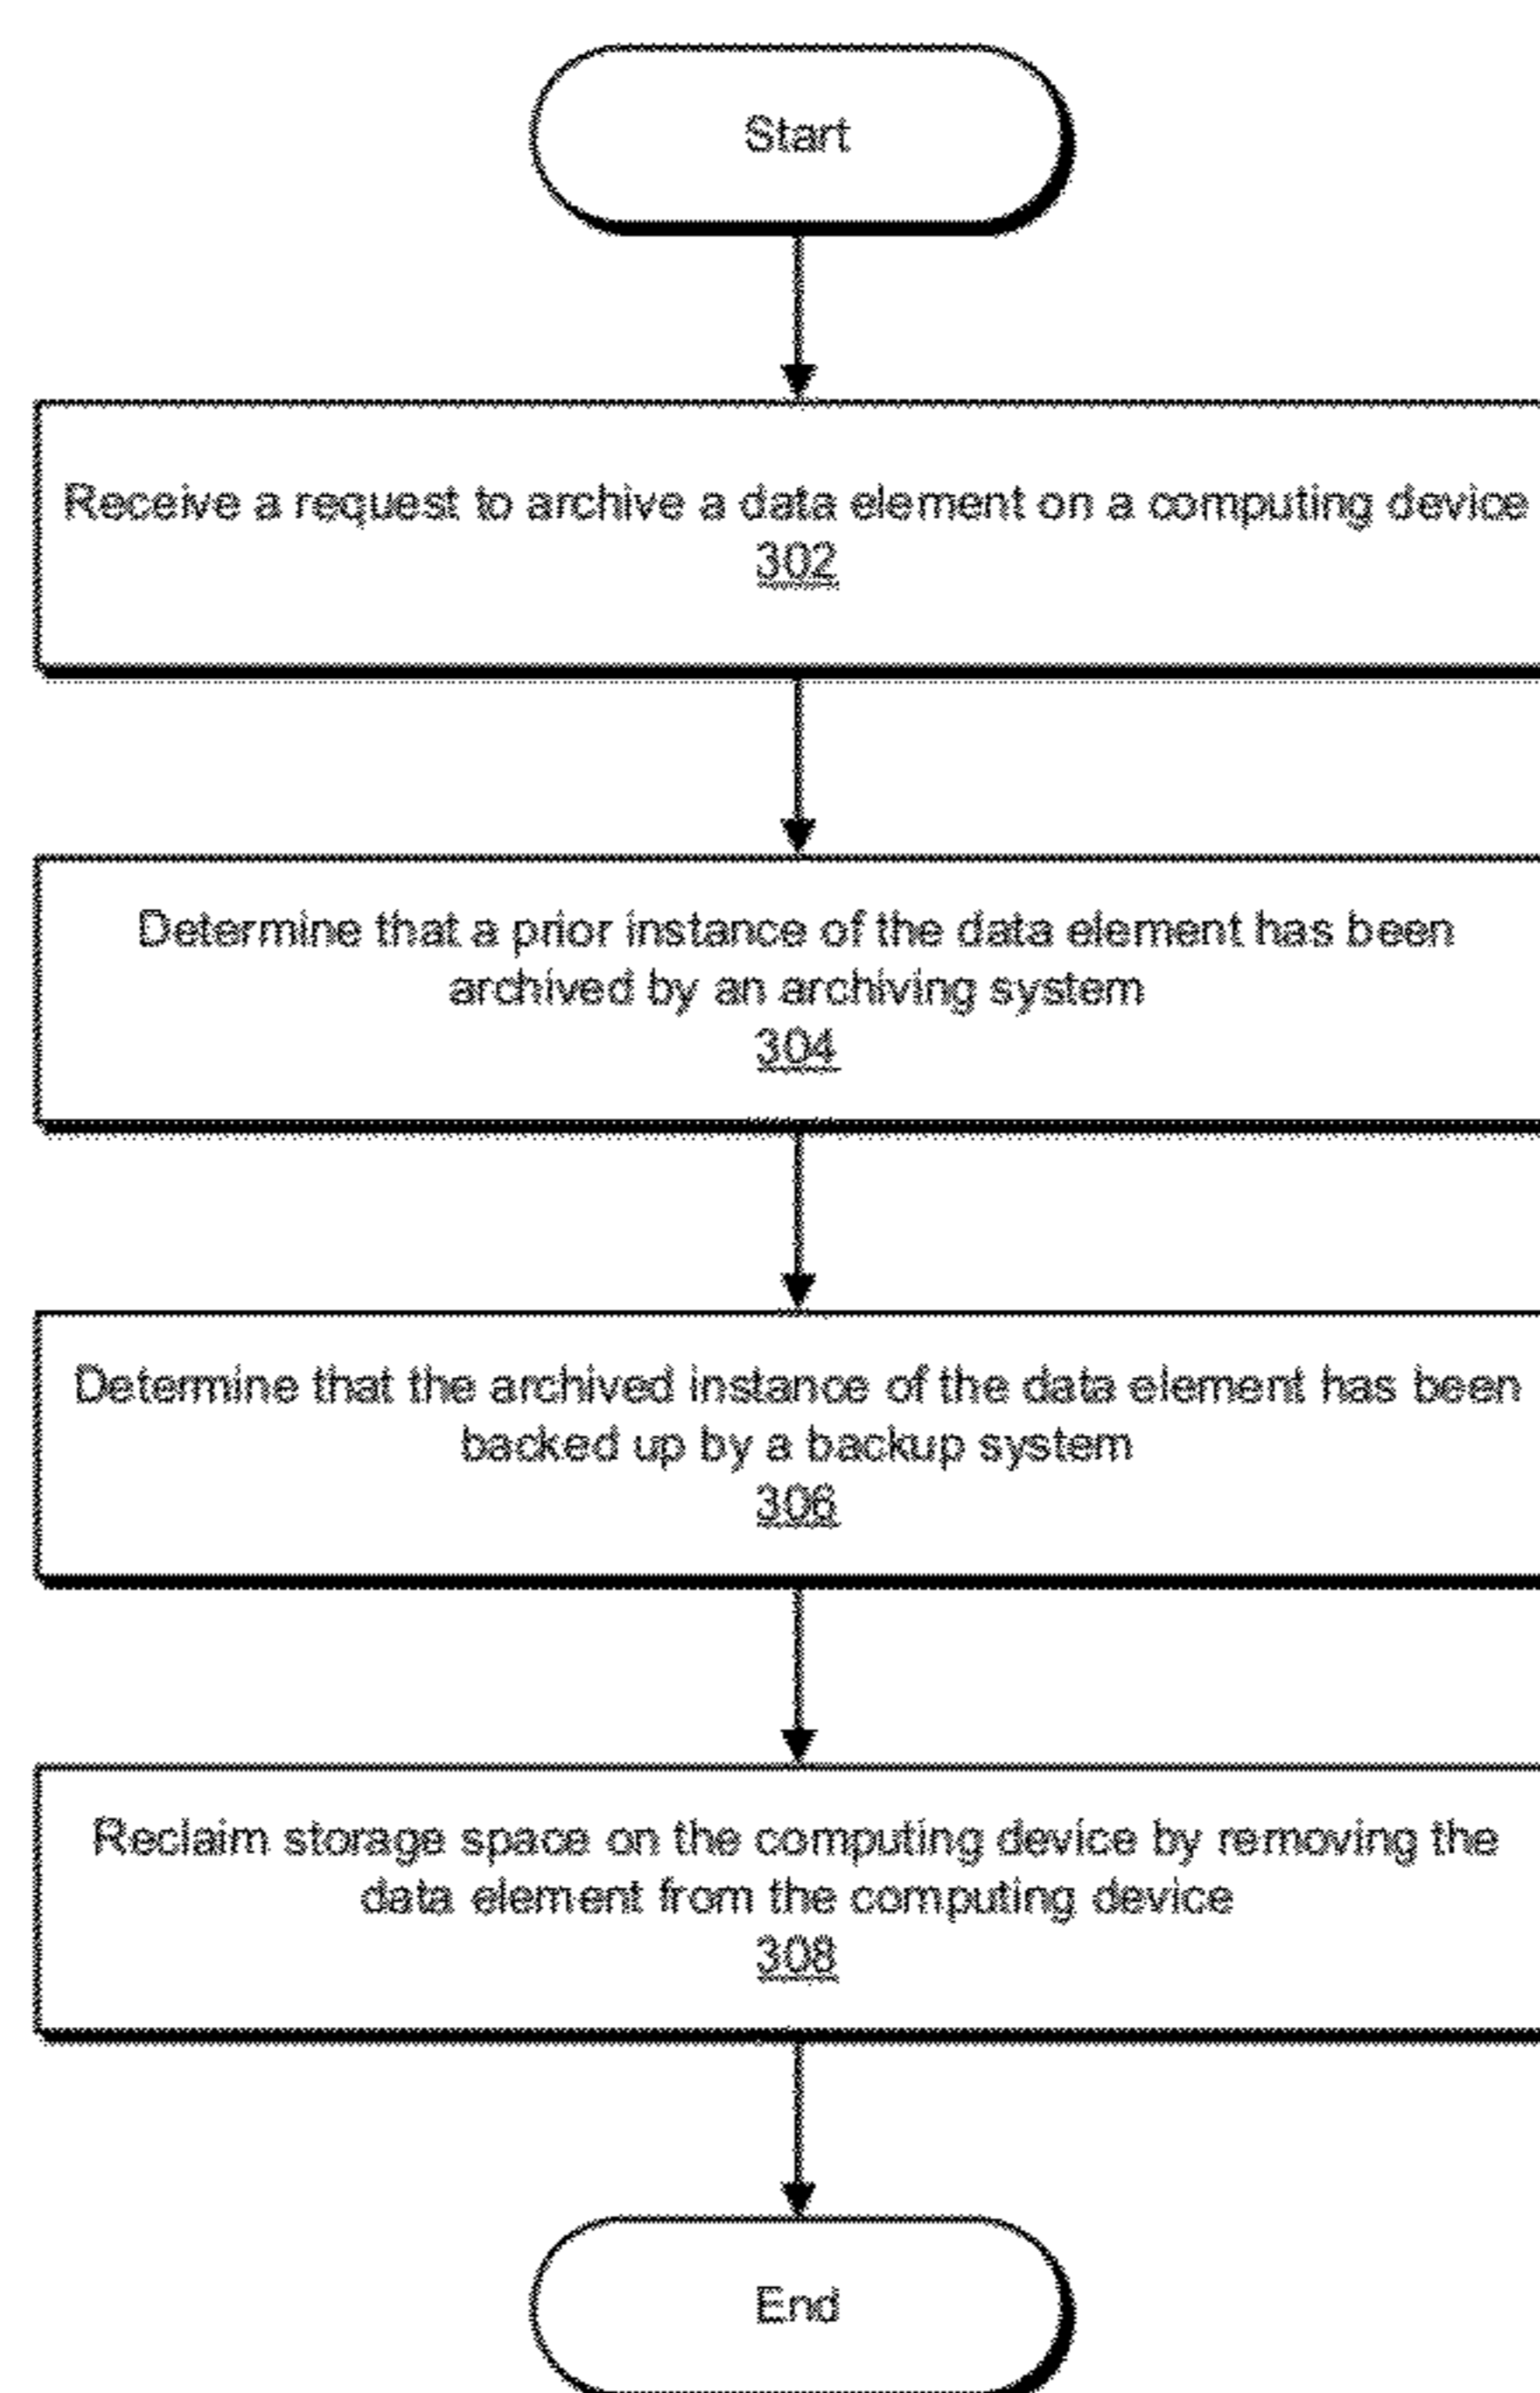 Start
Receive a request to archive a data element on a computing device
302
Determine that a prior instance of the data element has been
archived by an archiving system
304
Determine that the archived instance of the data element has been
backed up by a backup system
306
Reclaim storage space on the computing device by removing the
data element from the computing device
308
End